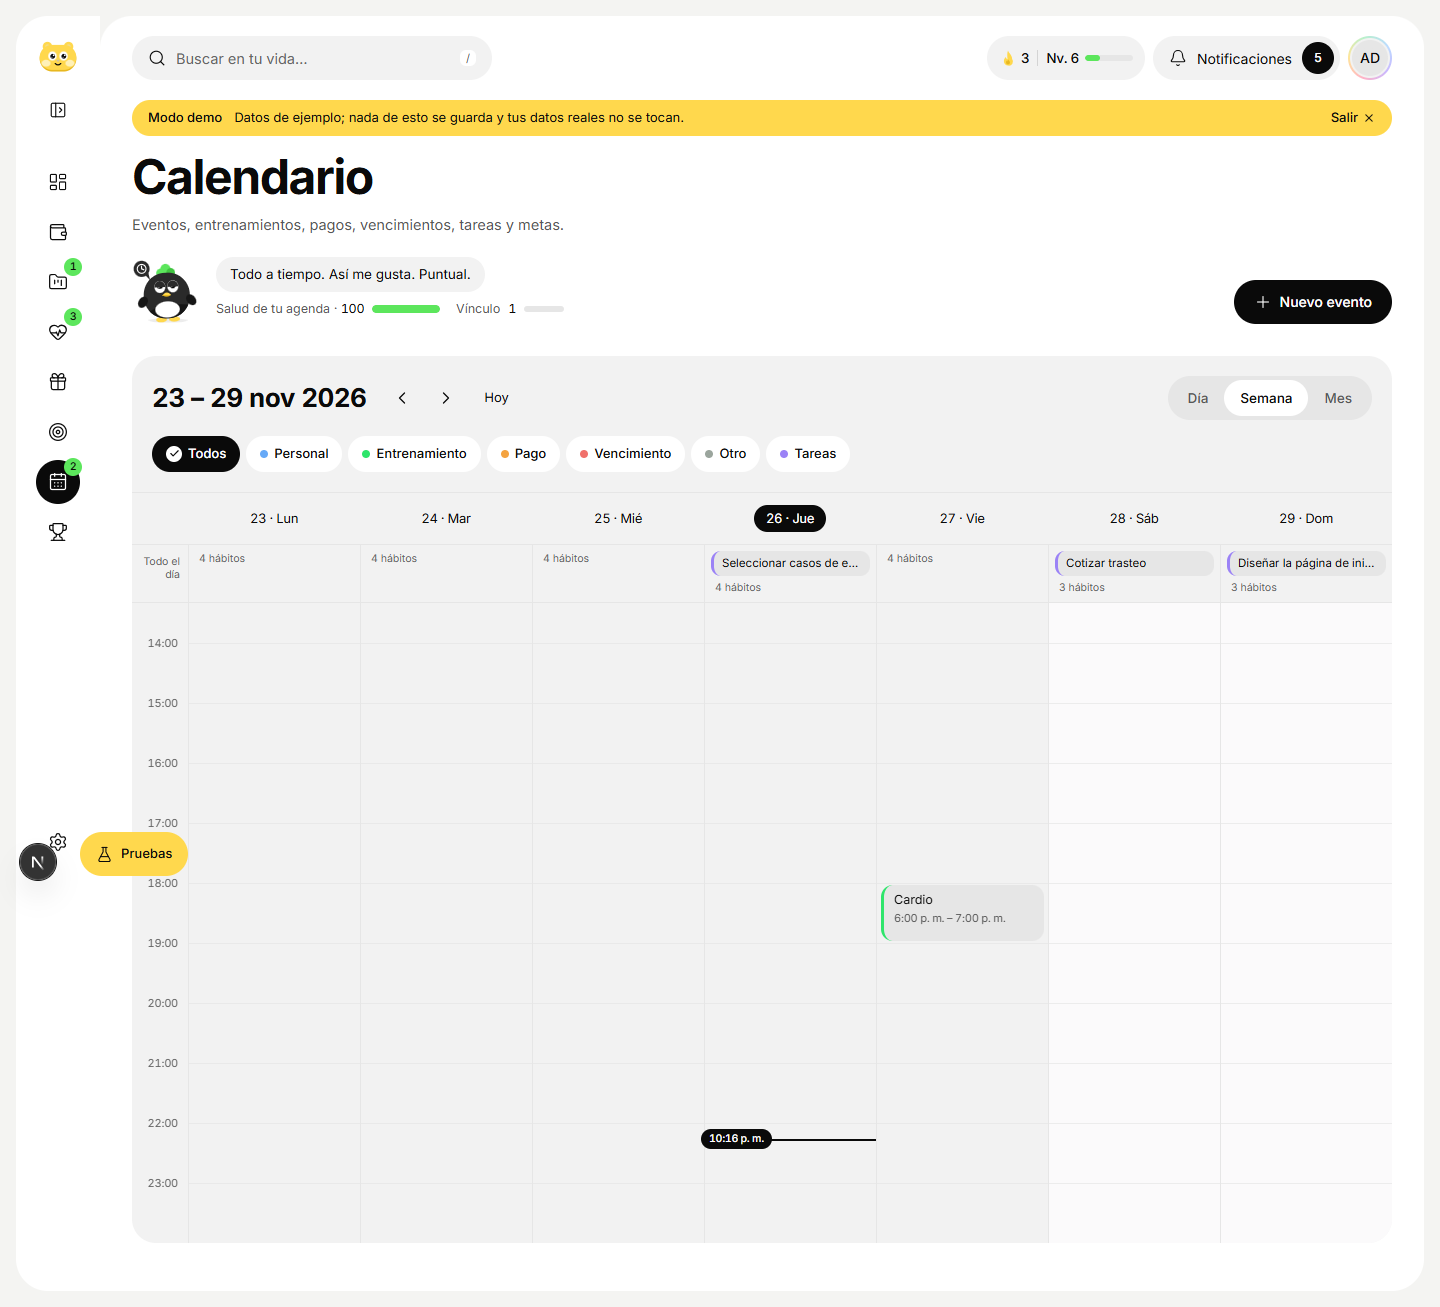 Buscar en tu vida...
/
3
Nv. 6
Notificaciones
5
AD
Modo demo Datos de ejemplo; nada de esto se guarda y tus datos reales no se tocan.
Salir ×
Calendario
Eventos, entrenamientos, pagos, vencimientos, tareas y metas.
Todo a tiempo. Así me gusta. Puntual.
Salud de tu agenda · 100
Vínculo 1
+ Nuevo evento
1
3
2
23 – 29 nov 2026
Hoy
Día
Semana
Mes
Todos
Personal
Entrenamiento
Pago
Vencimiento
Otro
Tareas
23 · Lun
24 · Mar
25 · Mié
26 · Jue
27 · Vie
28 · Sáb
29 · Dom
Todo el
día
4 hábitos
4 hábitos
4 hábitos
Seleccionar casos de e...
4 hábitos
4 hábitos
Cotizar trasteo
3 hábitos
Diseñar la página de ini...
3 hábitos
14:00
15:00
16:00
17:00
N
Pruebas
18:00
Cardio
6:00 p. m. – 7:00 p. m.
19:00
20:00
21:00
22:00
10:16 p. m.
23:00